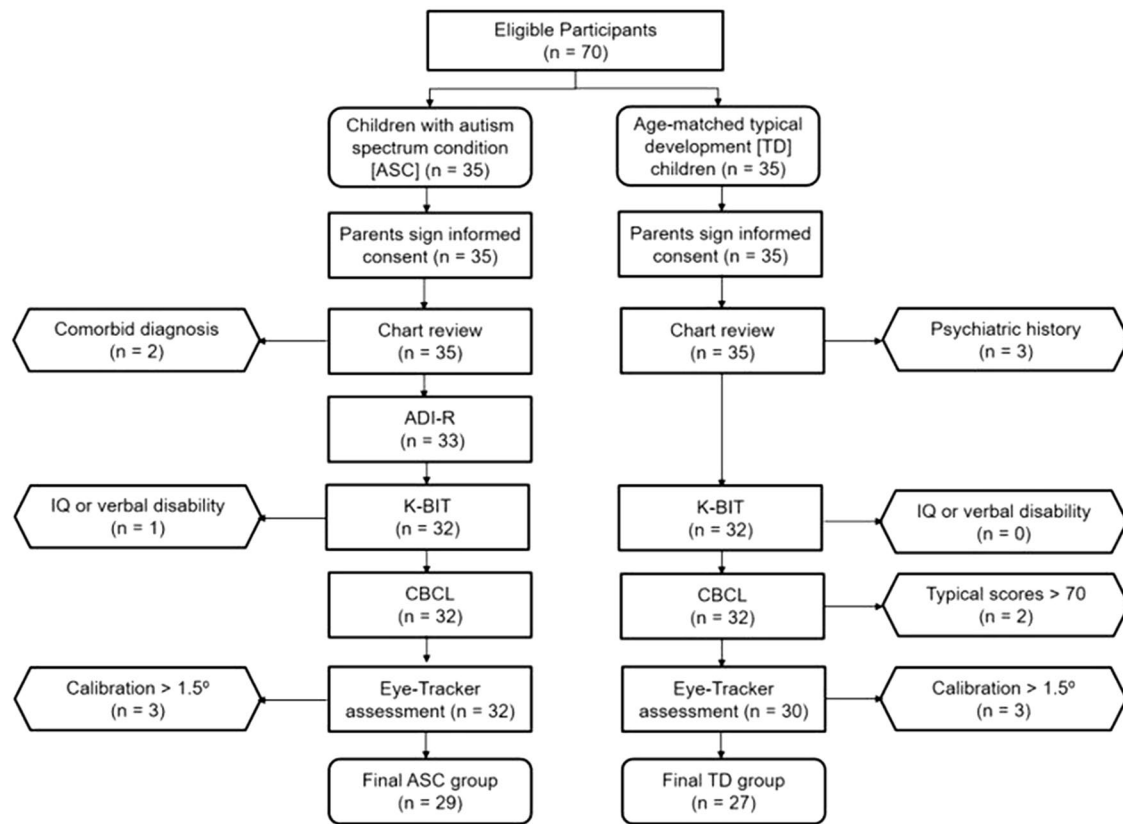 Eligible Participants
(n = 70)
Children with autism
spectrum condition
[ASC] (n = 35)
Age-matched typical
development [TD]
children (n = 35)
Parents sign informed
consent (n = 35)
Parents sign informed
consent (n = 35)
Comorbid diagnosis
(n = 2)
Chart review
(n = 35)
Chart review
(n = 35)
Psychiatric history
(n = 3)
ADI-R
(n = 33)
IQ or verbal disability
(n = 1)
K-BIT
(n = 32)
K-BIT
(n = 32)
IQ or verbal disability
(n = 0)
CBCL
(n = 32)
CBCL
(n = 32)
Typical scores > 70
(n = 2)
Calibration > 1.5º
(n = 3)
Eye-Tracker
assessment (n = 32)
Eye-Tracker
assessment (n = 30)
Calibration > 1.5º
(n = 3)
Final ASC group
(n = 29)
Final TD group
(n = 27)